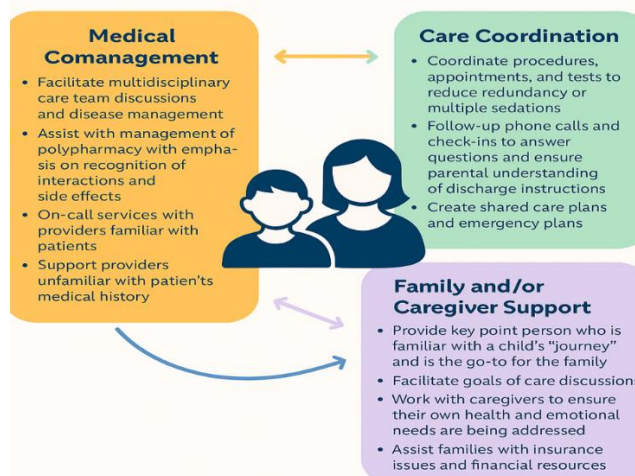 Medical
Comanagement
• Facilitate multidisciplinary
care team discussions
and disease management
• Assist with management of
polypharmacy with empha-
sis on recognition of
interactions and
side effects
• On-call services with
providers familiar with
patients
• Support providers
unfamiliar with patien'ts
medical history
Care Coordination
• Coordinate procedures,
appointments, and tests to
reduce redundancy or
multiple sedations
• Follow-up phone calls and
check-ins to answer
questions and ensure
parental understanding
of discharge instructions
• Create shared care plans
and emergency plans
Family and/or
Caregiver Support
• Provide key point person who is
familiar with a child's “journey”
and is the go-to for the family
• Facilitate goals of care discussions
• Work with caregivers to ensure
their own health and emotional
needs are being addressed
• Assist families with insurance
issues and financial resources